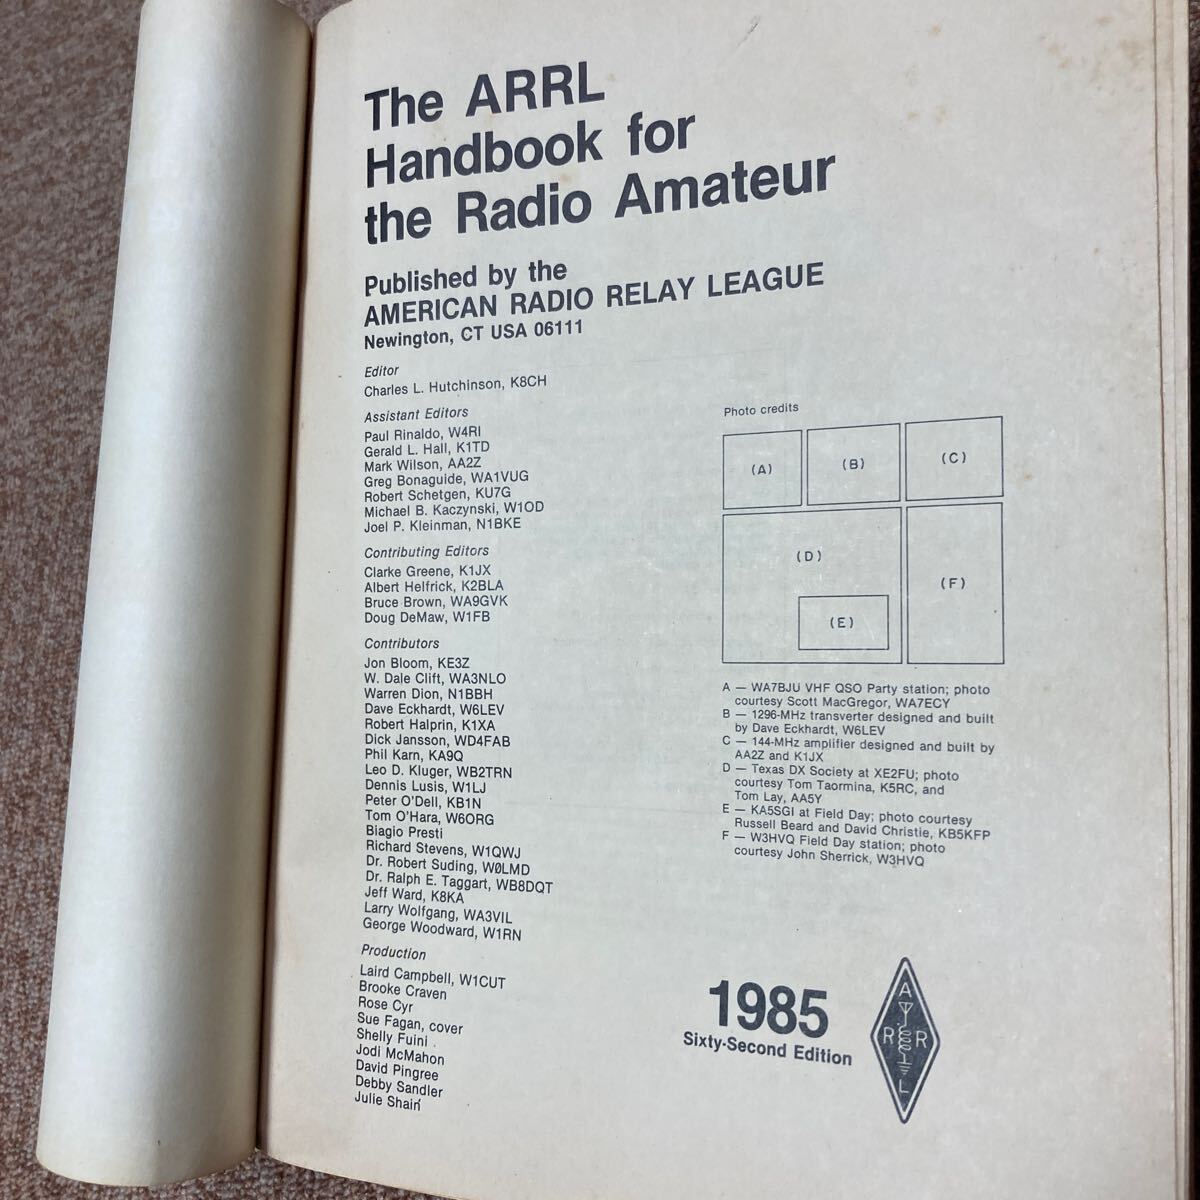 The ARRL
Handbook for
the Radio Amateur
Published by the
AMERICAN RADIO RELAY LEAGUE
Newington, CT USA 06111
Editor
Charles L. Hutchinson, K8CH
Assistant Editors
Paul Rinaldo, W4RI
Gerald L. Hall, K1TD
Mark Wilson, AA2Z
Greg Bonaguide, WA1VUG
Robert Schetgen, KU7G
Michael B. Kaczynski, W1OD
Joel P. Kleinman, N1BKE
Contributing Editors
Clarke Greene, K1JX
Albert Helfrick, K2BLA
Bruce Brown, WA9GVK
Doug DeMaw, W1FB
Contributors
Jon Bloom, KE3Z
W. Dale Clift, WA3NLO
Warren Dion, N1BBH
Dave Eckhardt, W6LEV
Robert Halprin, K1XA
Dick Jansson, WD4FAB
Phil Karn, KA9Q
Leo D. Kluger, WB2TRN
Dennis Lusis, W1LJ
Peter O'Dell, KB1N
Tom O'Hara, W6ORG
Biagio Presti
Richard Stevens, W1QWJ
Dr. Robert Suding, WØLMD
Dr. Ralph E. Taggart, WB8DQT
Jeff Ward, K8KA
Larry Wolfgang, WA3VIL
George Woodward, W1RN
Production
Laird Campbell, W1CUT
Brooke Craven
Rose Cyr
Sue Fagan, cover
Shelly Fuini
Jodi McMahon
David Pingree
Debby Sandler
Julie Shain
Photo credits
(A)
(B)
(C)
(D)
(E)
(F)
A — WA7BJU VHF QSO Party station; photo
courtesy Scott MacGregor, WA7ECY
B — 1296-MHz transverter designed and built
by Dave Eckhardt, W6LEV
C — 144-MHz amplifier designed and built by
AA2Z and K1JX
D — Texas DX Society at XE2FU; photo
courtesy Tom Taormina, K5RC, and
Tom Lay, AA5Y
E — KA5SGI at Field Day; photo courtesy
Russell Beard and David Christie, KB5KFP
F — W3HVQ Field Day station; photo
courtesy John Sherrick, W3HVQ
1985
Sixty-Second Edition
A
R R
L